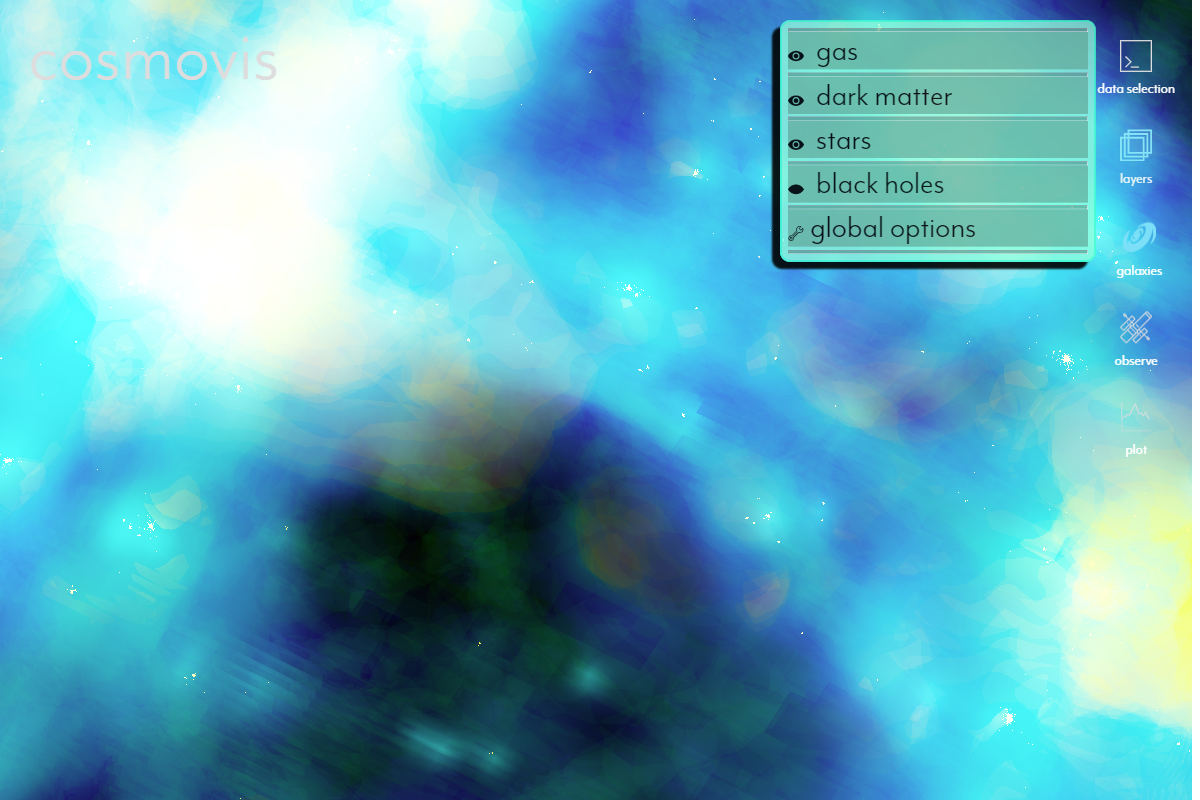 cosmovis
gas
dark matter
stars
black holes
global options
data selection
layers
galaxies
observe
plot